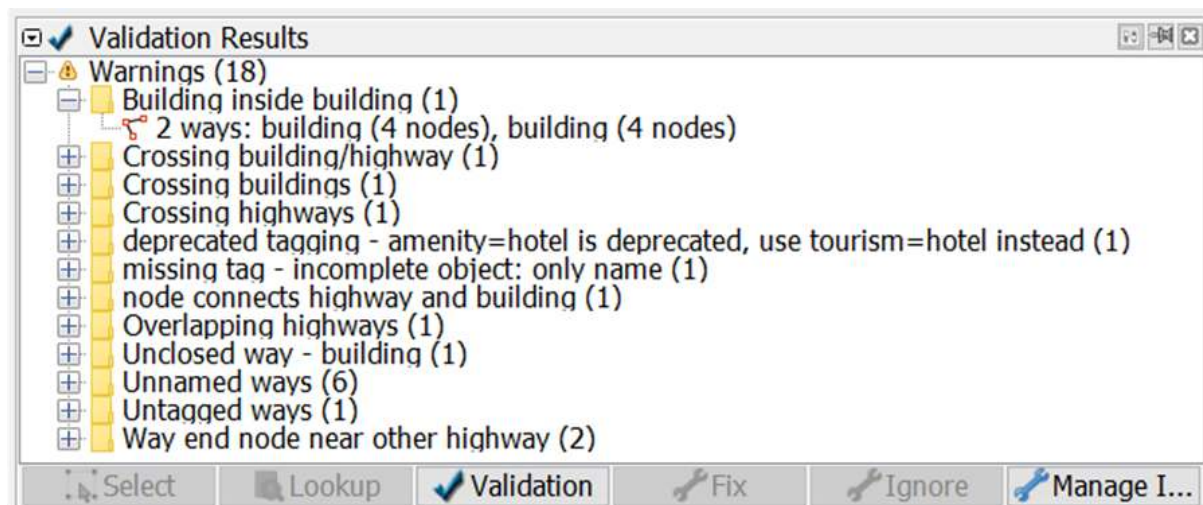 Validation Results
Warnings (18)
Building inside building (1)
2 ways: building (4 nodes), building (4 nodes)
Crossing building/highway (1)
Crossing buildings (1)
Crossing highways (1)
deprecated tagging - amenity=hotel is deprecated, use tourism=hotel instead (1)
missing tag - incomplete object: only name (1)
node connects highway and building (1)
Overlapping highways (1)
Unclosed way - building (1)
Unnamed ways (6)
Untagged ways (1)
Way end node near other highway (2)
Select Lookup Validation Fix Ignore Manage I...